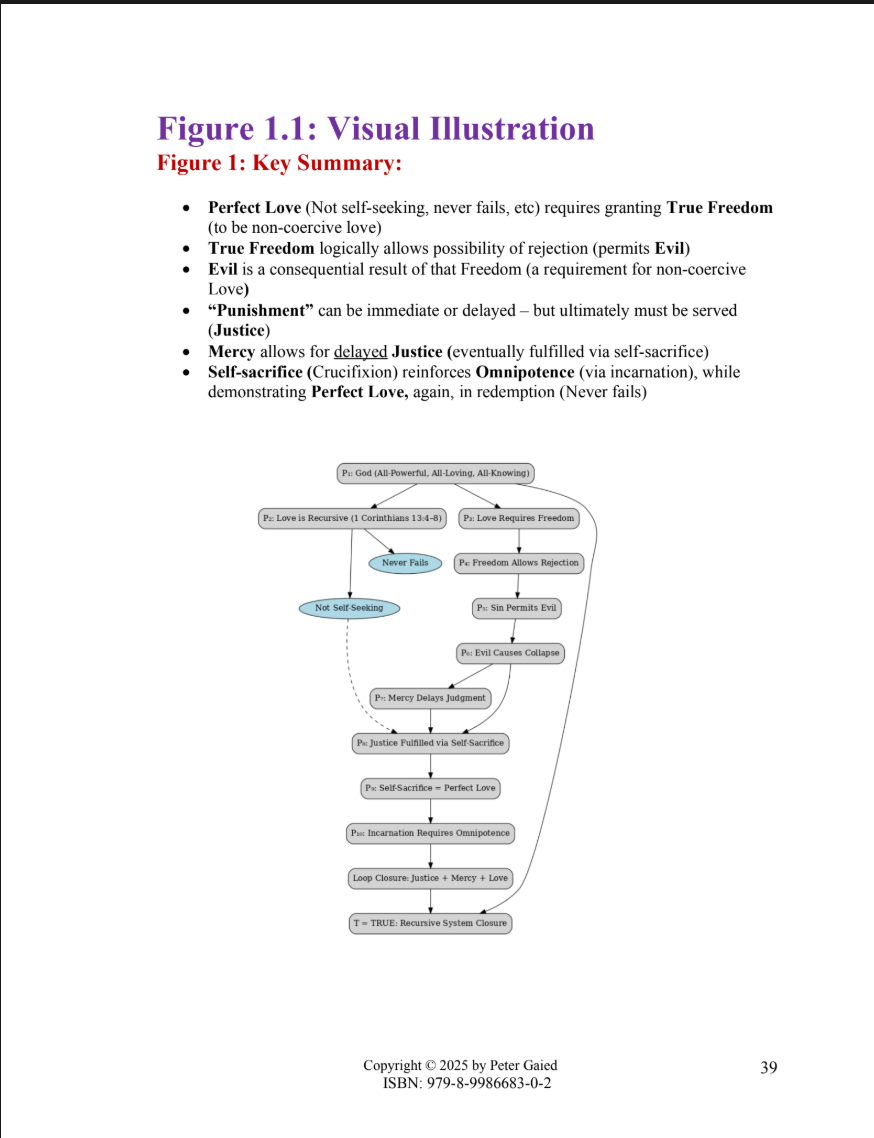 Figure 1.1: Visual Illustration
Figure 1: Key Summary:
• Perfect Love (Not self-seeking, never fails, etc) requires granting True Freedom
(to be non-coercive love)
• True Freedom logically allows possibility of rejection (permits Evil)
• Evil is a consequential result of that Freedom (a requirement for non-coercive
Love)
• “Punishment” can be immediate or delayed – but ultimately must be served
(Justice)
• Mercy allows for delayed Justice (eventually fulfilled via self-sacrifice)
• Self-sacrifice (Crucifixion) reinforces Omnipotence (via incarnation), while
demonstrating Perfect Love, again, in redemption (Never fails)
P₁: God (All-Powerful, All-Loving, All-Knowing)
P₂: Love is Recursive (1 Corinthians 13:4–8)
P₃: Love Requires Freedom
Never Fails
P₄: Freedom Allows Rejection
Not Self-Seeking
P₅: Sin Permits Evil
P₆: Evil Causes Collapse
P₇: Mercy Delays Judgment
P₈: Justice Fulfilled via Self-Sacrifice
P₉: Self-Sacrifice = Perfect Love
P₁₀: Incarnation Requires Omnipotence
Loop Closure: Justice + Mercy + Love
T = TRUE: Recursive System Closure
Copyright © 2025 by Peter Gaied
39
ISBN: 979-8-9986683-0-2